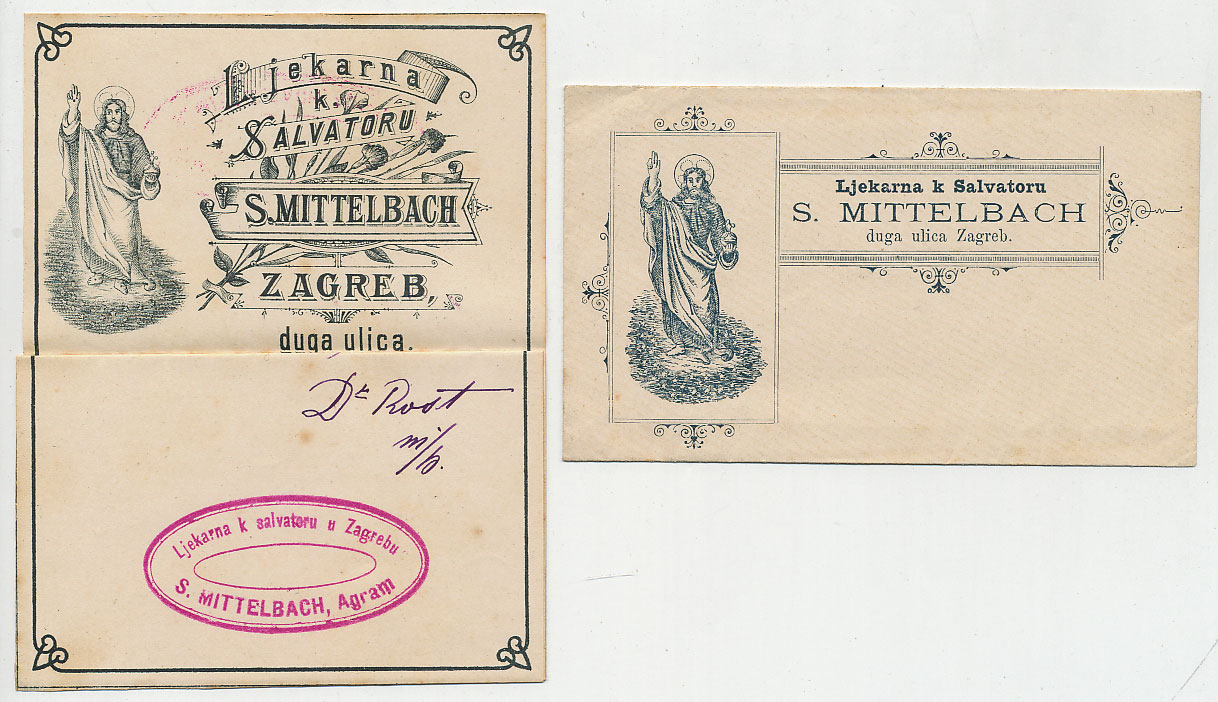 Ljekarna
k.
SALVATORU
S. MITTELBACH
ZAGREB,
duga ulica.
Dr Rost
m/p.
Ljekarna k salvatoru u Zagrebu
S. MITTELBACH, Agram
Ljekarna k Salvatoru
S. MITTELBACH
duga ulica Zagreb.